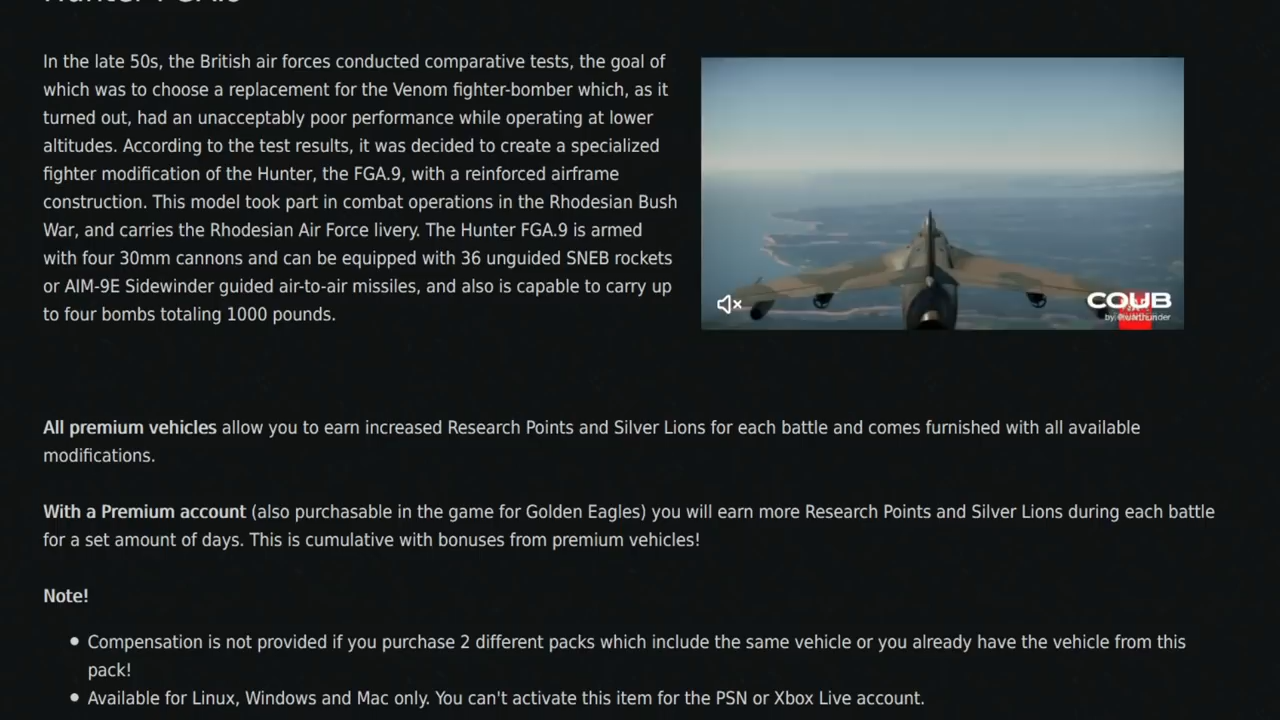 In the late 50s, the British air forces conducted comparative tests, the goal of
which was to choose a replacement for the Venom fighter-bomber which, as it
turned out, had an unacceptably poor performance while operating at lower
altitudes. According to the test results, it was decided to create a specialized
fighter modification of the Hunter, the FGA.9, with a reinforced airframe
construction. This model took part in combat operations in the Rhodesian Bush
War, and carries the Rhodesian Air Force livery. The Hunter FGA.9 is armed
with four 30mm cannons and can be equipped with 36 unguided SNEB rockets
or AIM-9E Sidewinder guided air-to-air missiles, and also is capable to carry up
to four bombs totaling 1000 pounds.
COUB
All premium vehicles allow you to earn increased Research Points and Silver Lions for each battle and comes furnished with all available
modifications.
With a Premium account (also purchasable in the game for Golden Eagles) you will earn more Research Points and Silver Lions during each battle
for a set amount of days. This is cumulative with bonuses from premium vehicles!
Note!
Compensation is not provided if you purchase 2 different packs which include the same vehicle or you already have the vehicle from this
pack!
Available for Linux, Windows and Mac only. You can't activate this item for the PSN or Xbox Live account.